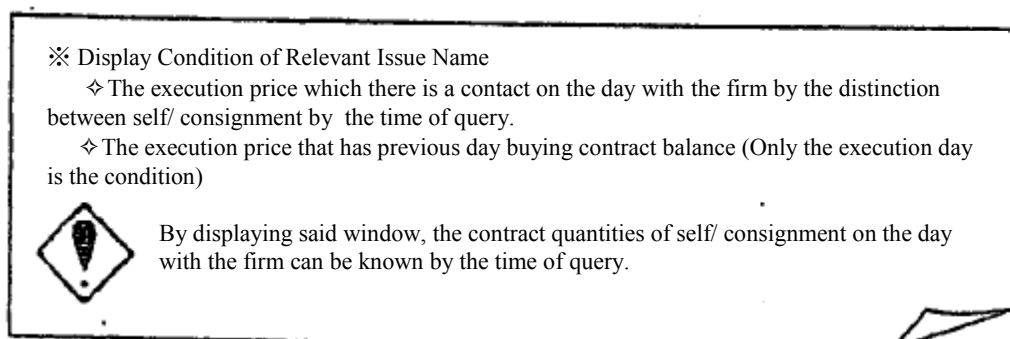 ※ Display Condition of Relevant Issue Name
✧The execution price which there is a contact on the day with the firm by the distinction
between self/ consignment by the time of query.
✧The execution price that has previous day buying contract balance (Only the execution day
is the condition)
By displaying said window, the contract quantities of self/ consignment on the day
with the firm can be known by the time of query.